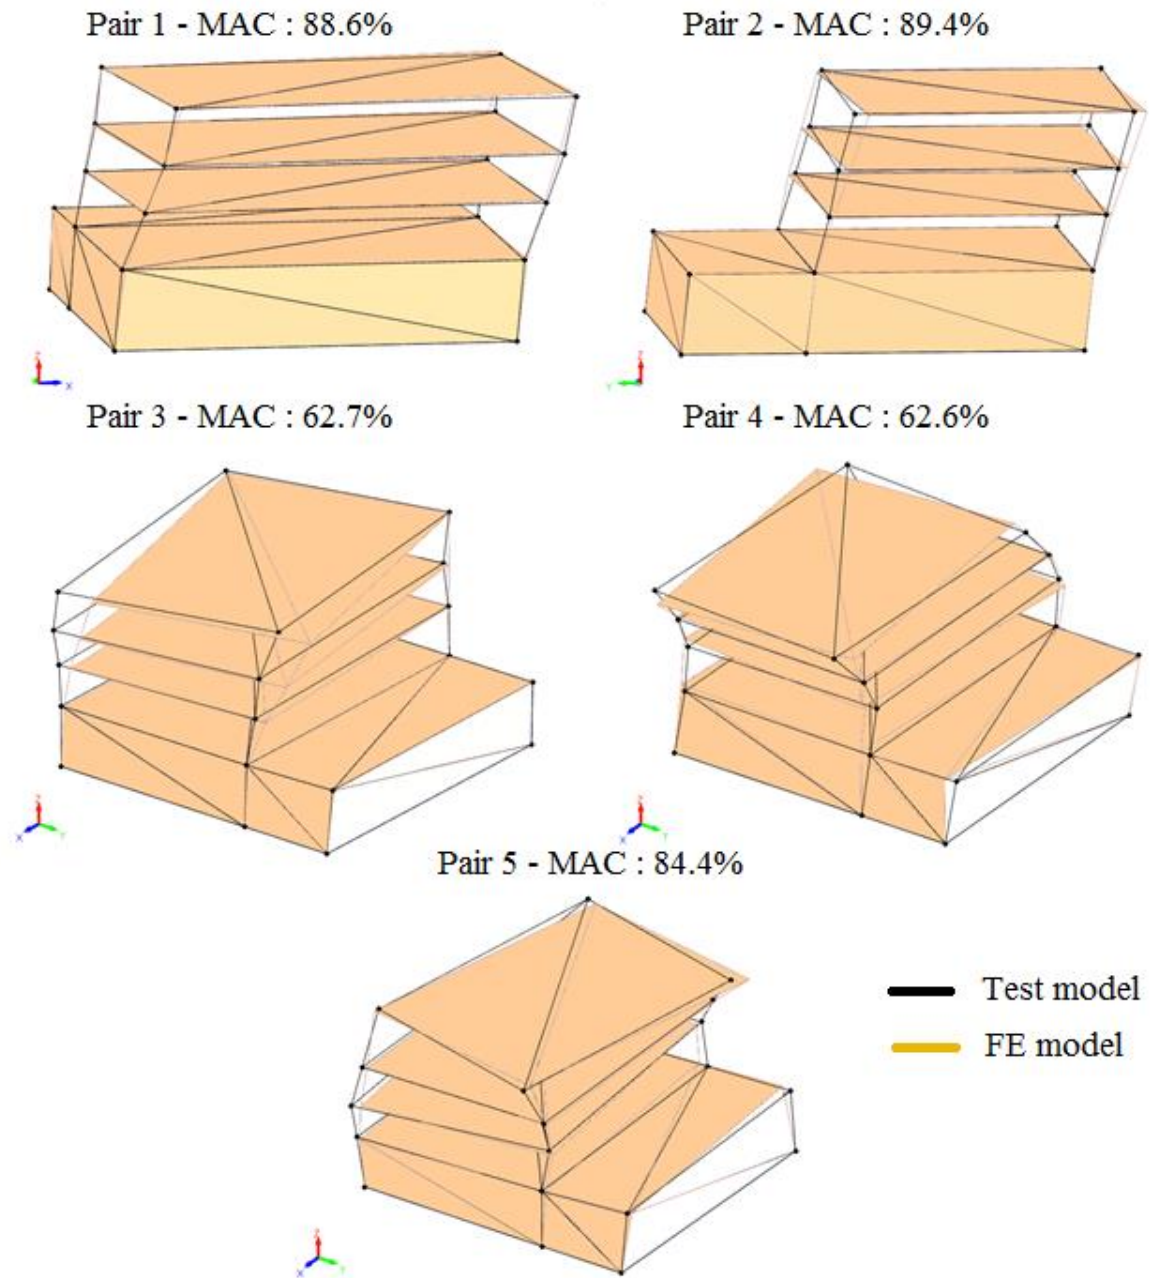 Pair 1 - MAC : 88.6%
Pair 2 - MAC : 89.4%
Z
X
Z
Y
Pair 3 - MAC : 62.7%
Pair 4 - MAC : 62.6%
Z
X
Y
Z
X
Y
Pair 5 - MAC : 84.4%
Test model
FE model
Z
X
Y